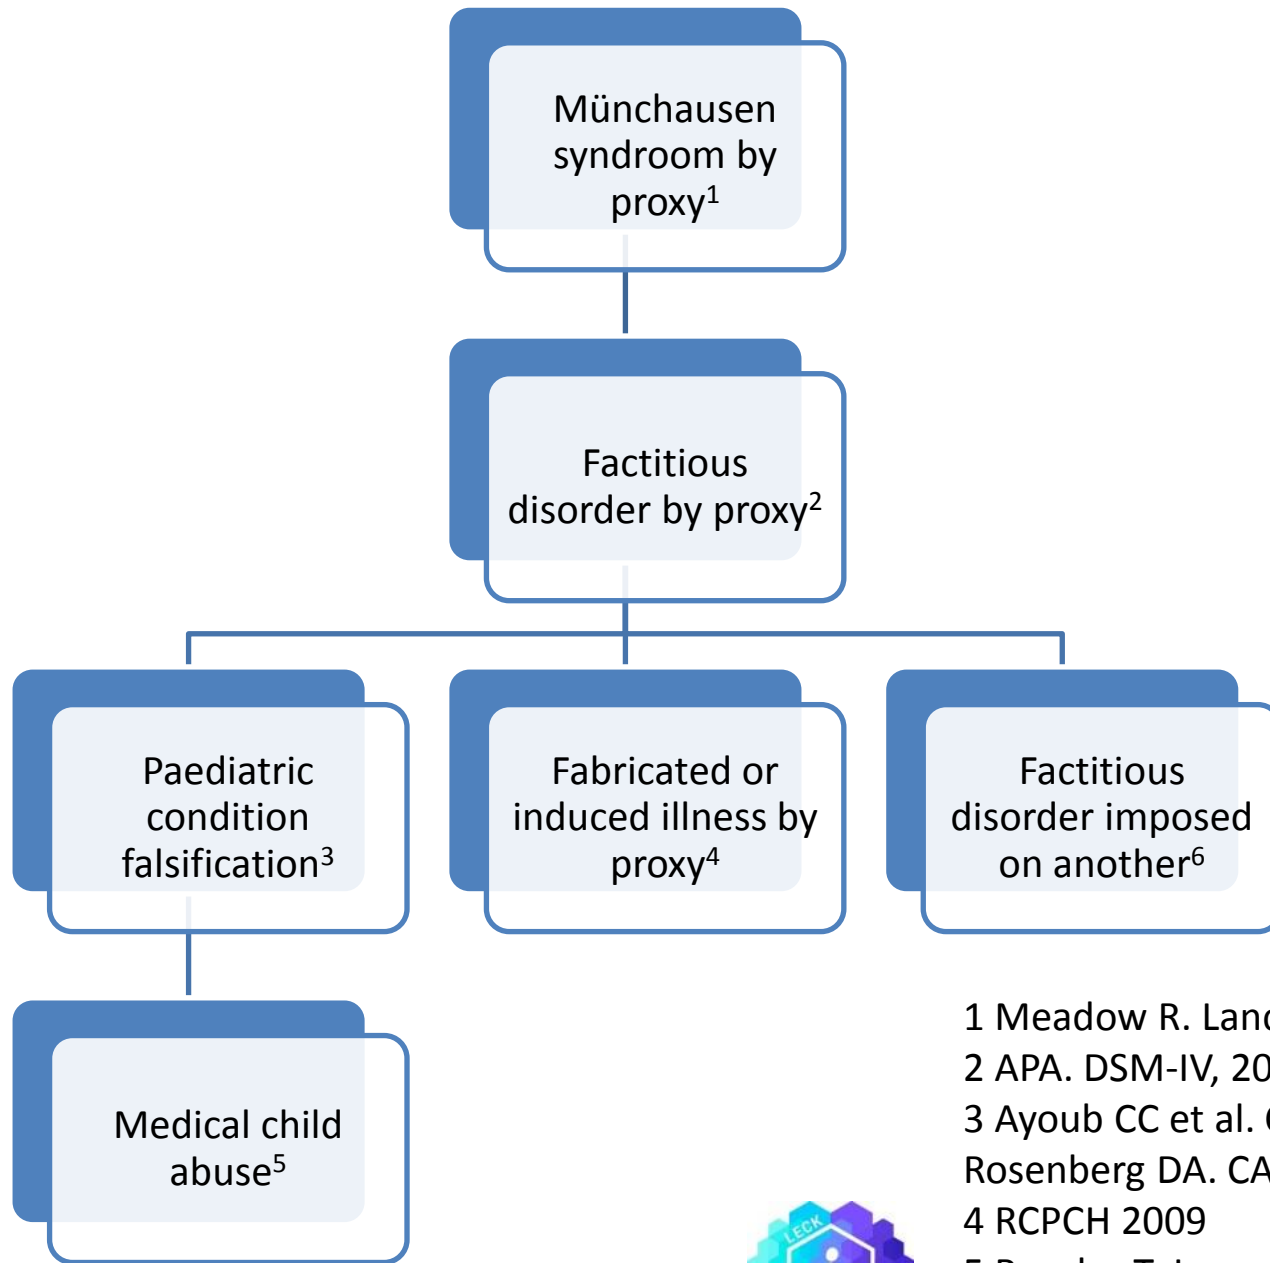 Münchausen
syndroom by
proxy¹
Factitious
disorder by proxy²
Paediatric
condition
falsification³
Fabricated or
induced illness by
proxy⁴
Factitious
disorder imposed
on another⁶
Medical child
abuse⁵
1 Meadow R.
2 APA. DSM-IV,
3 Ayoub CC et al.
Rosenberg DA.
4 RCPCH 2009
LECK